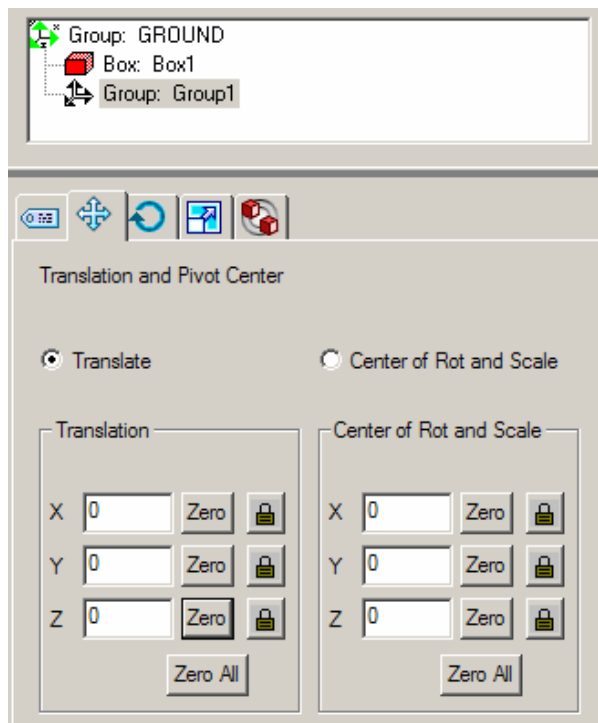 Group: GROUND
Box: Box1
Group: Group1
Translation and Pivot Center
Translate
Center of Rot and Scale
Translation
Center of Rot and Scale
X 0 Zero X 0 Zero
Y 0 Zero Y 0 Zero
Z 0 Zero Z 0 Zero
Zero All Zero All